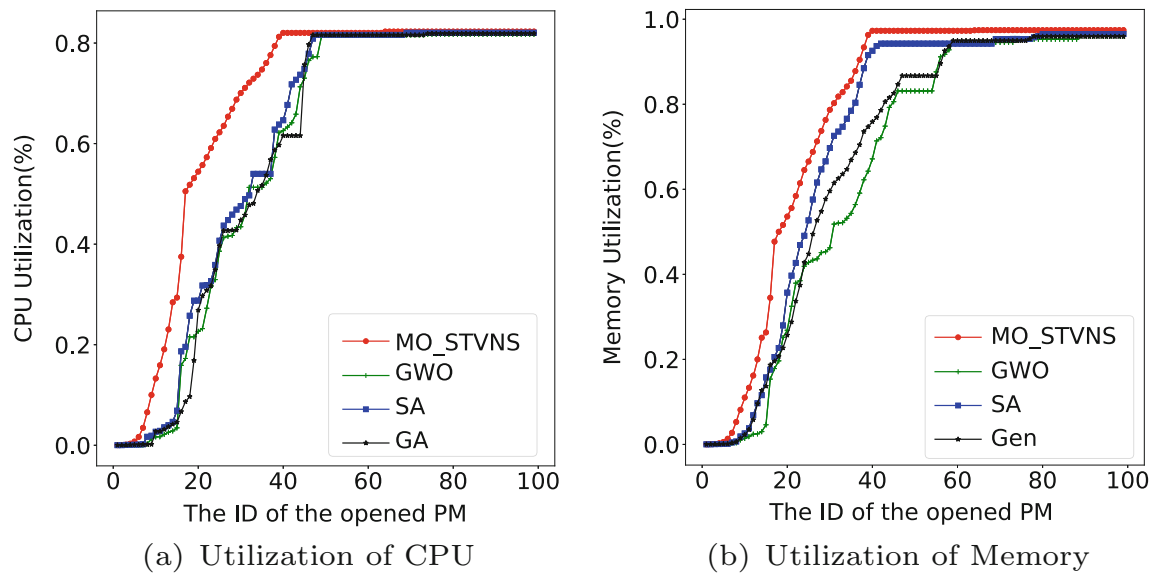 CPU Utilization(%)
0.8
0.6
0.4
0.2
0.0
0
20
40
60
80
100
The ID of the opened PM
MO_STVNS
GWO
SA
GA
(a) Utilization of CPU
Memory Utilization(%)
1.0
0.8
0.6
0.4
0.2
0.0
0
20
40
60
80
100
The ID of the opened PM
MO_STVNS
GWO
SA
Gen
(b) Utilization of Memory